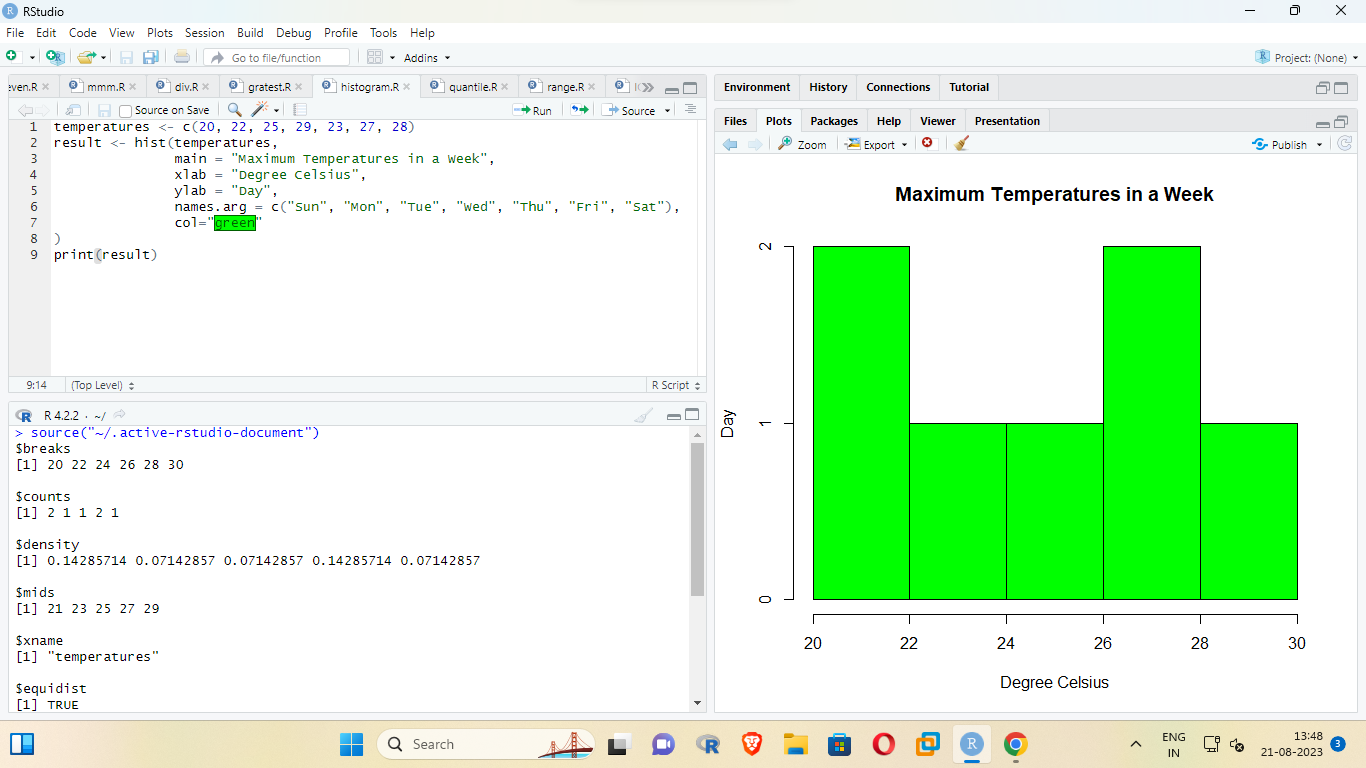 RStudio
File Edit Code View Plots Session Build Debug Profile Tools Help
Go to file/function Addins Project: (None)
even.R mmm.R div.R gratest.R histogram.R quantile.R range.R
Source on Save Run Source
1 temperatures <- c(20, 22, 25, 29, 23, 27, 28)
2 result <- hist(temperatures,
3 main = "Maximum Temperatures in a Week",
4 xlab = "Degree Celsius",
5 ylab = "Day",
6 names.arg = c("Sun", "Mon", "Tue", "Wed", "Thu", "Fri", "Sat"),
7 col="green"
8 )
9 print(result)
9:14 (Top Level) R Script
R 4.2.2 · ~/
> source("~/.active-rstudio-document")
$breaks
[1] 20 22 24 26 28 30
$counts
[1] 2 1 1 2 1
$density
[1] 0.14285714 0.07142857 0.07142857 0.14285714 0.07142857
$mids
[1] 21 23 25 27 29
$xname
[1] "temperatures"
$equidist
[1] TRUE
Environment History Connections Tutorial
Files Plots Packages Help Viewer Presentation
Zoom Export Publish
Maximum Temperatures in a Week
2
1
0
Day
20 22 24 26 28 30
Degree Celsius
Search
ENG
IN
13:48
21-08-2023
3